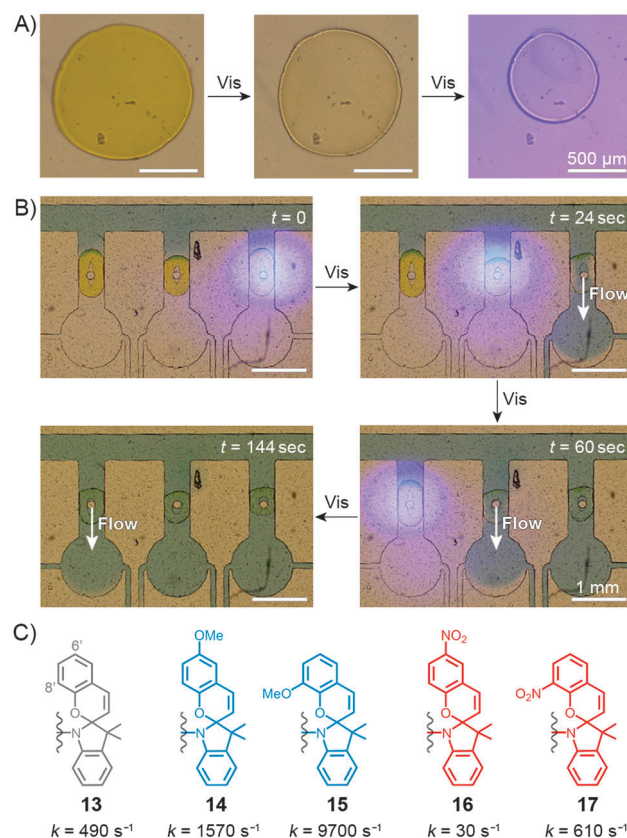 A)
Vis
Vis
500 µm
B)
t = 0
Vis
t = 24 sec
Flow
Vis
t = 144 sec
Flow
Vis
t = 60 sec
Flow
1 mm
C)
6'
8'
O
N
13
k = 490 s⁻¹
OMe
O
N
14
k = 1570 s⁻¹
MeO
O
N
15
k = 9700 s⁻¹
NO₂
O
N
16
k = 30 s⁻¹
O₂N
O
N
17
k = 610 s⁻¹